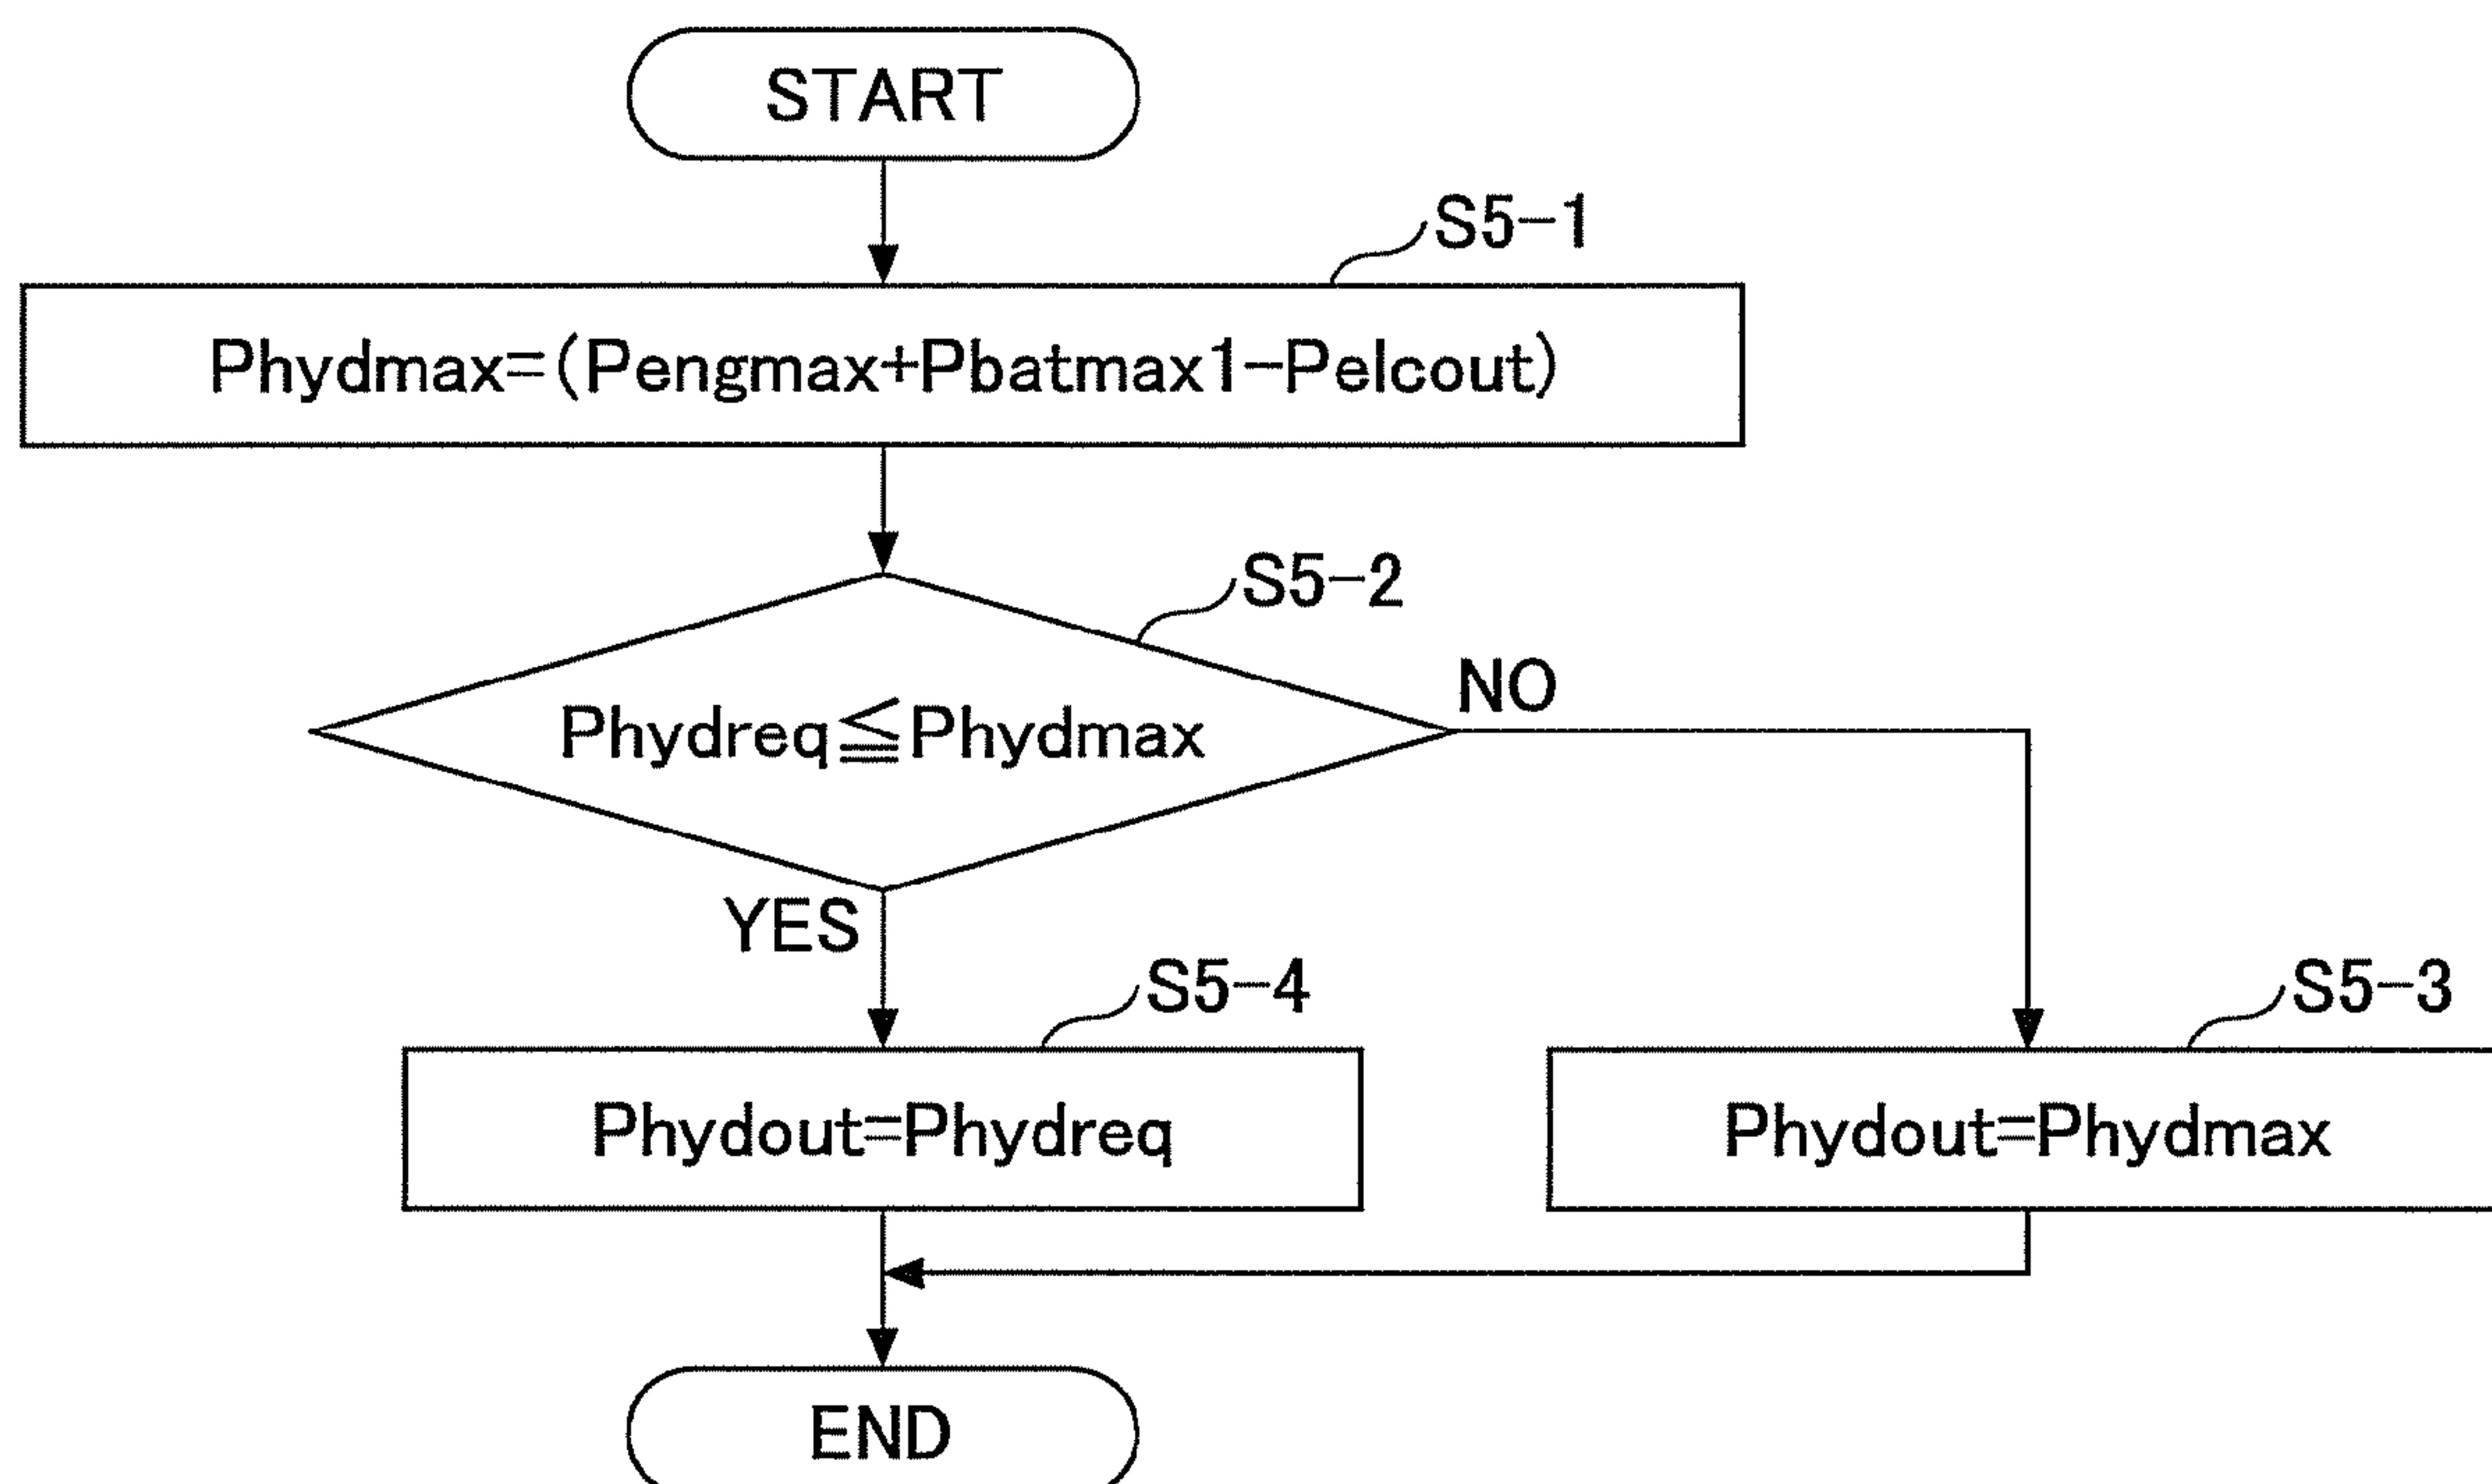 START
S5-1
Phydmax=(Pengmax+Pbatmax1-Pelcout)
S5-2
Phydreq≦Phydmax
NO
YES
S5-4
S5-3
Phydout=Phydreq
Phydout=Phydmax
END